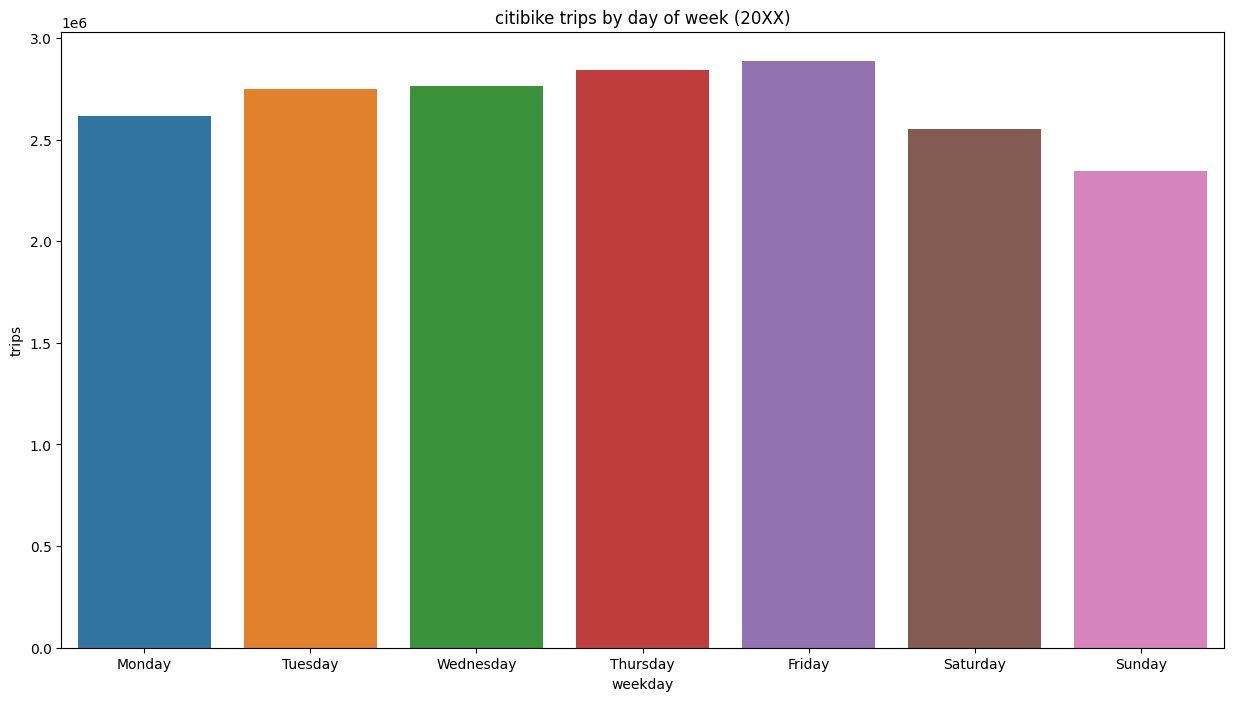 citibike trips by day of week (20XX)
1e6
3.0
2.5
2.0
1.5
1.0
0.5
0.0
trips
Monday Tuesday Wednesday Thursday Friday Saturday Sunday
weekday